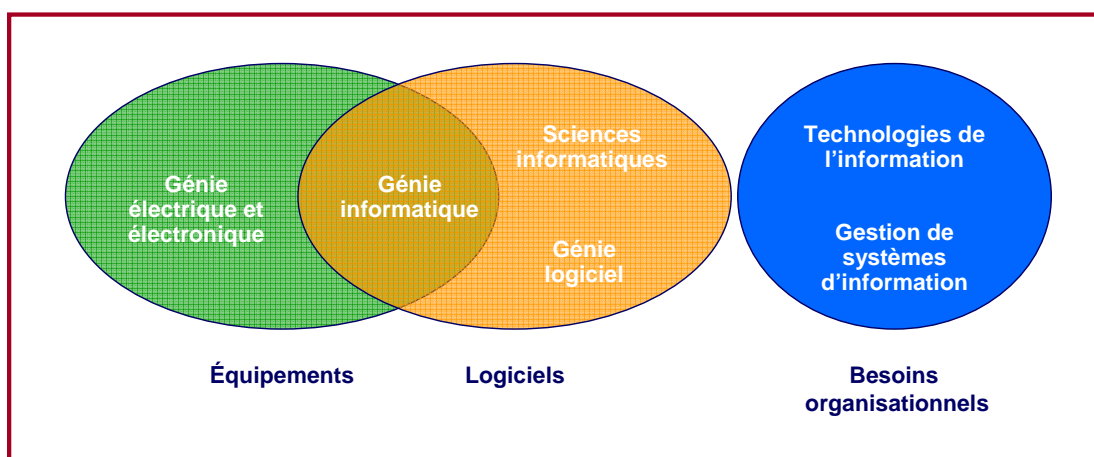 Génie
électrique et
électronique
Génie
informatique
Sciences
informatiques
Génie
logiciel
Technologies de
l’information
Gestion de
systèmes
d’information
Équipements
Logiciels
Besoins
organisationnels